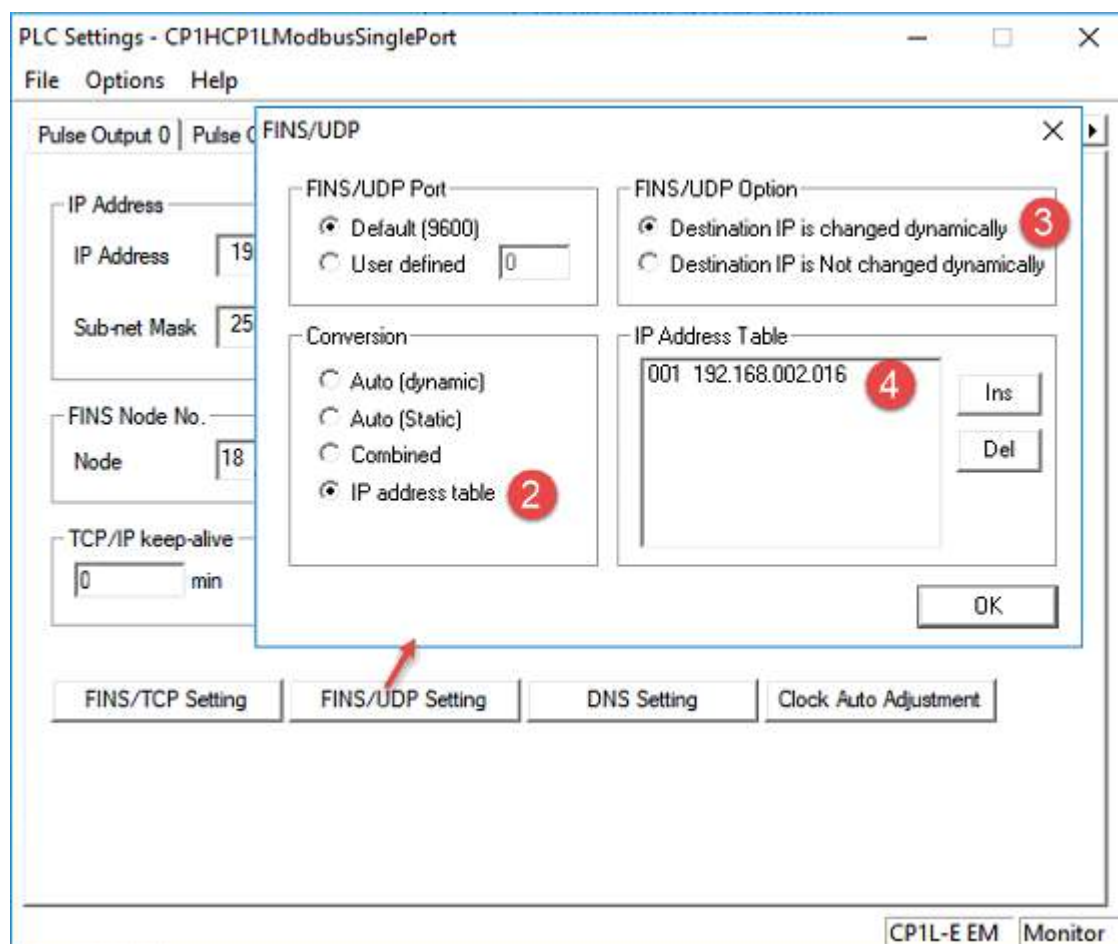 PLC Settings - CP1HCP1LModbusSinglePort
File Options Help
Pulse Output 0 Pulse
FINS/UDP
IP Address
IP Address 19
Sub-net Mask 25
FINS Node No.
Node 18
TCP/IP keep-alive
0 min
FINS/UDP Port
Default (9600)
User defined 0
FINS/UDP Option
Destination IP is changed dynamically 3
Destination IP is Not changed dynamically
Conversion
Auto (dynamic)
Auto (Static)
Combined
IP address table 2
IP Address Table
001 192.168.002.016 4
Ins
Del
OK
FINS/TCP Setting FINS/UDP Setting DNS Setting Clock Auto Adjustment
CP1L-E EM Monitor